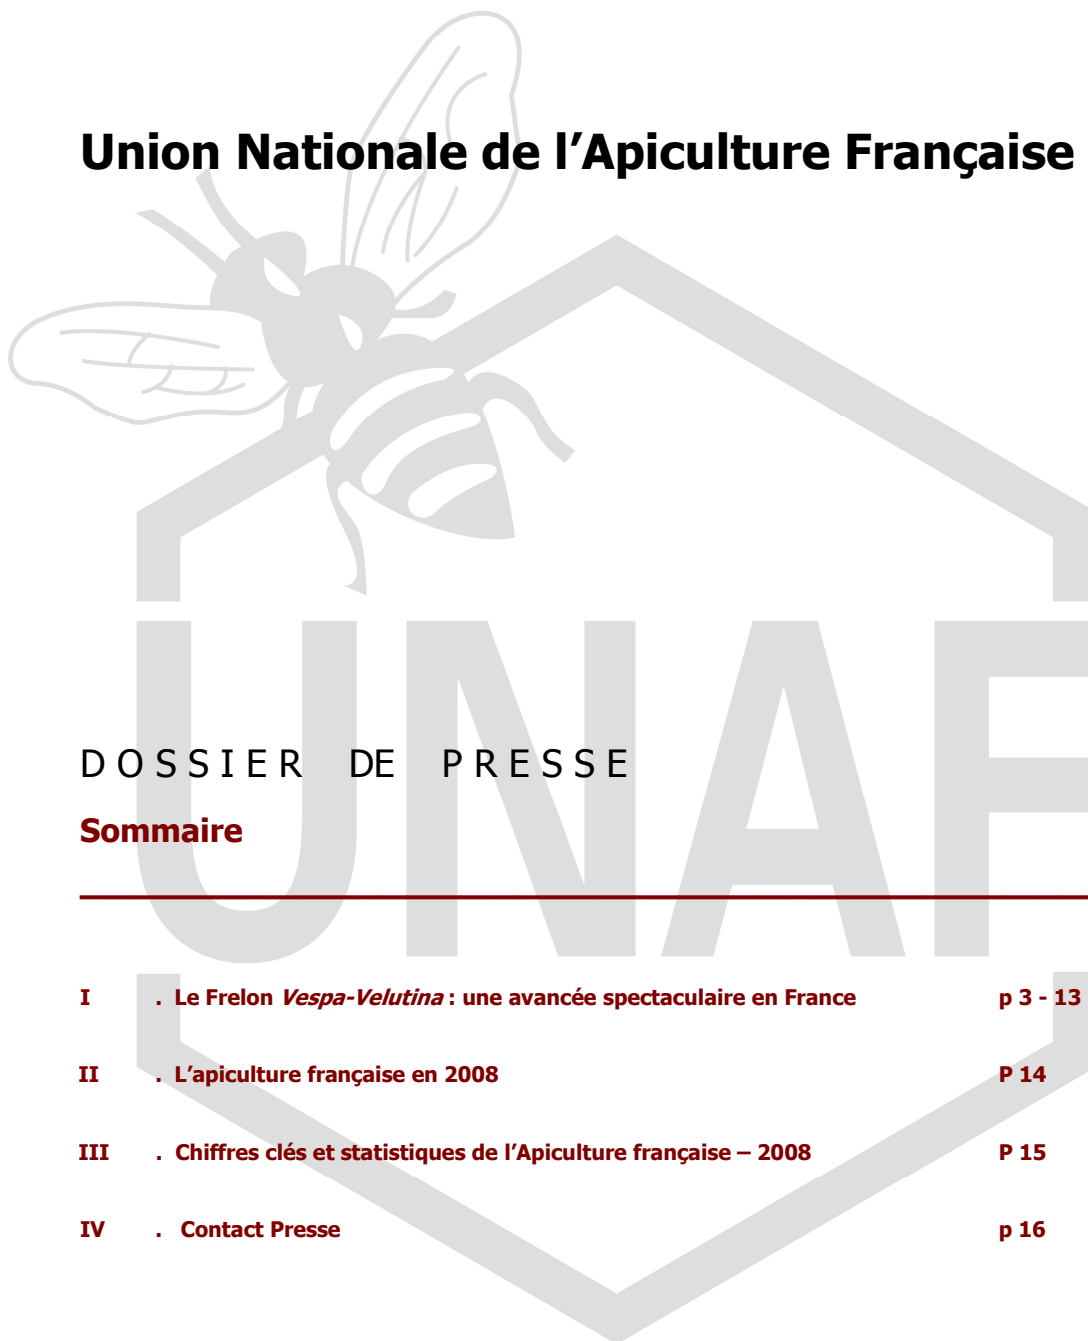 Union Nationale de l’Apiculture Française
UNAF
DOSSIER DE PRESSE
Sommaire
I . Le Frelon Vespa-Velutina : une avancée spectaculaire en France p 3 - 13
II . L’apiculture française en 2008 P 14
III . Chiffres clés et statistiques de l’Apiculture française – 2008 P 15
IV . Contact Presse p 16